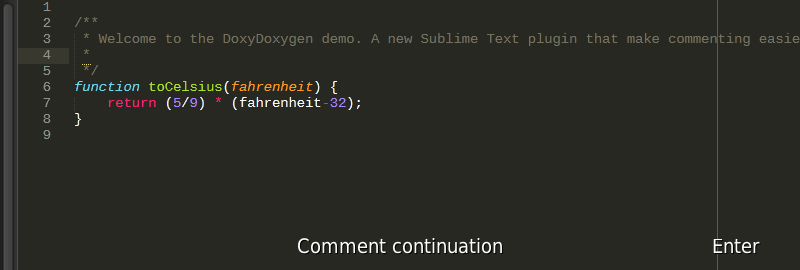 1
2 /**
3  * Welcome to the DoxyDoxygen demo. A new Sublime Text plugin that make commenting easie
4  *
5  */
6 function toCelsius(fahrenheit) {
7     return (5/9) * (fahrenheit-32);
8 }
9
Comment continuation Enter